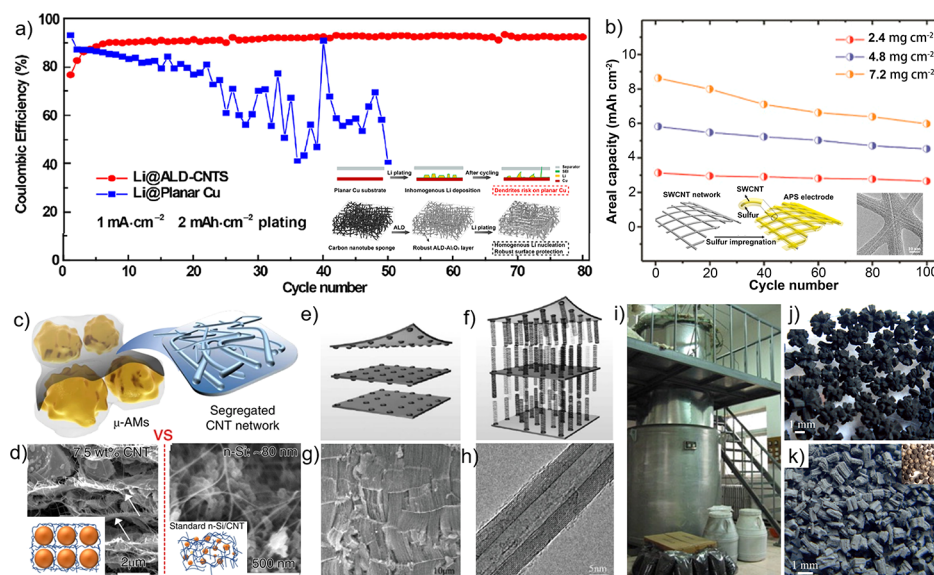 a)
100
80
60
40
20
0
Coulombic Efficiency (%)
Li@ALD-CNTS
Li@Planar Cu
1 mA·cm⁻² 2 mAh·cm⁻² plating
Separator
SEI
Li
Cu
Li plating
After cycling
Planar Cu substrate
Inhomogenous Li deposition
Dendrites risk on planar Cu
ALD
Li plating
Carbon nanotube sponge
Robust ALD-Al₂O₃ layer
Homogenous Li nucleation
Robust surface protection
0 10 20 30 40 50 60 70 80
Cycle number
b)
2.4 mg cm⁻²
4.8 mg cm⁻²
7.2 mg cm⁻²
8
6
4
2
0
Areal capacity (mAh cm⁻²)
SWCNT network
SWCNT
Sulfur
APS electrode
Sulfur impregnation
0 20 40 60 80 100
Cycle number
c)
μ-AMs
Segregated
CNT network
VS
d)
7.5 wt% CNT
2μm
n-Si: ~80 nm
Standard n-Si/CNT
500 nm
e)
f)
g)
10μm
h)
5nm
i)
j)
1 mm
k)
1 mm